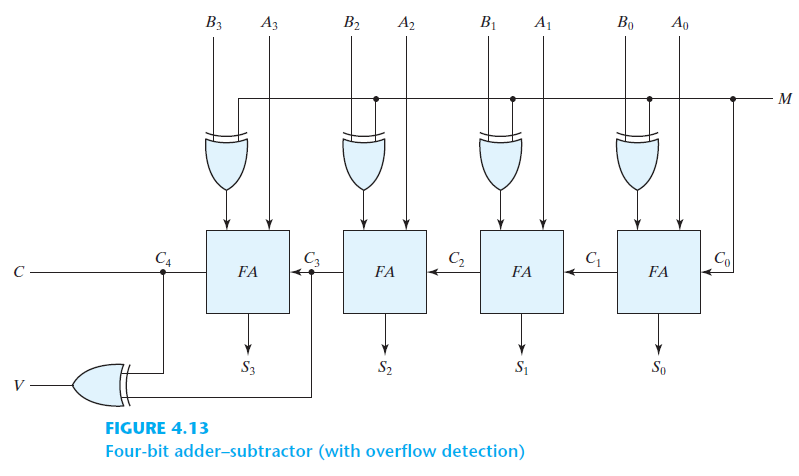 B3 A3 B2 A2 B1 A1 B0 A0
M
C C4 FA C3 FA C2 FA C1 FA C0
S3 S2 S1 S0
V
FIGURE 4.13
Four-bit adder–subtractor (with overflow detection)